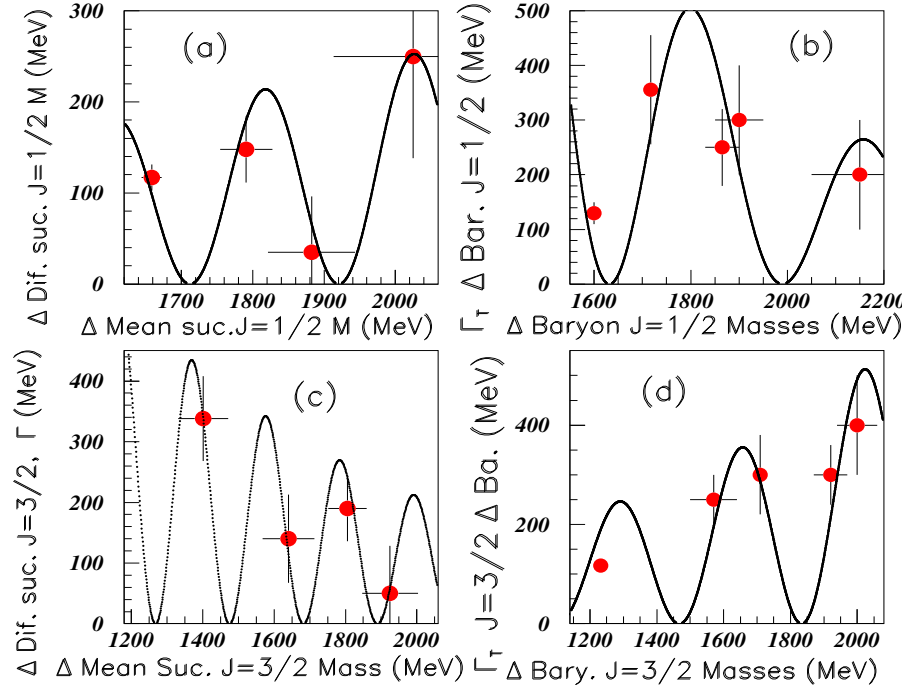 Δ Dif. suc. J=1/2 M (MeV)
300
200
100
0
(a)
1700 1800 1900 2000
Δ Mean suc.J=1/2 M (MeV)
Γ_T Δ Bar. J=1/2 (MeV)
500
400
300
200
100
0
(b)
1600 1800 2000 2200
Δ Baryon J=1/2 Masses (MeV)
Δ Dif. suc. J=3/2, Γ (MeV)
400
300
200
100
0
(c)
1200 1400 1600 1800 2000
Δ Mean Suc. J=3/2 Mass (MeV)
Γ_T J=3/2 Δ Ba. (MeV)
400
200
0
(d)
1200 1400 1600 1800 2000
Δ Bary. J=3/2 Masses (MeV)